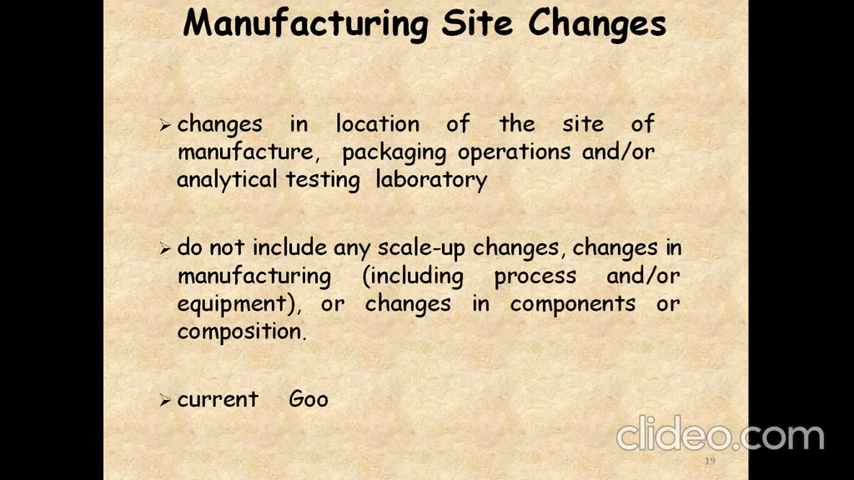 Manufacturing Site Changes
➢ changes in location of the site of
manufacture, packaging operations and/or
analytical testing laboratory
➢ do not include any scale-up changes, changes in
manufacturing (including process and/or
equipment), or changes in components or
composition.
➢ current Goo
clideo.com
19